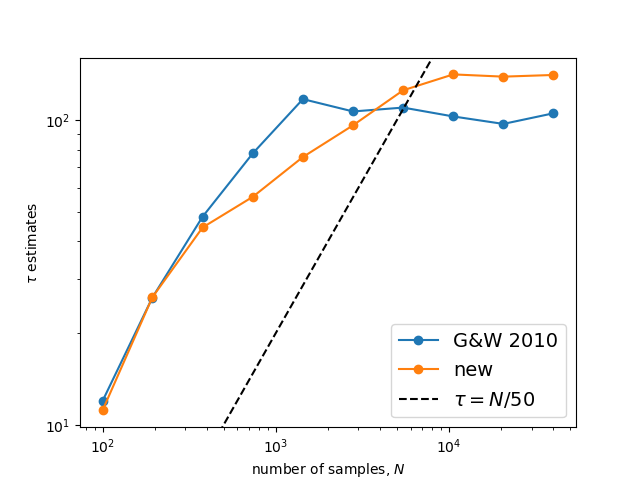 10²
10¹
τ estimates
10²
10³
10⁴
number of samples, N
G&W 2010
new
τ = N/50